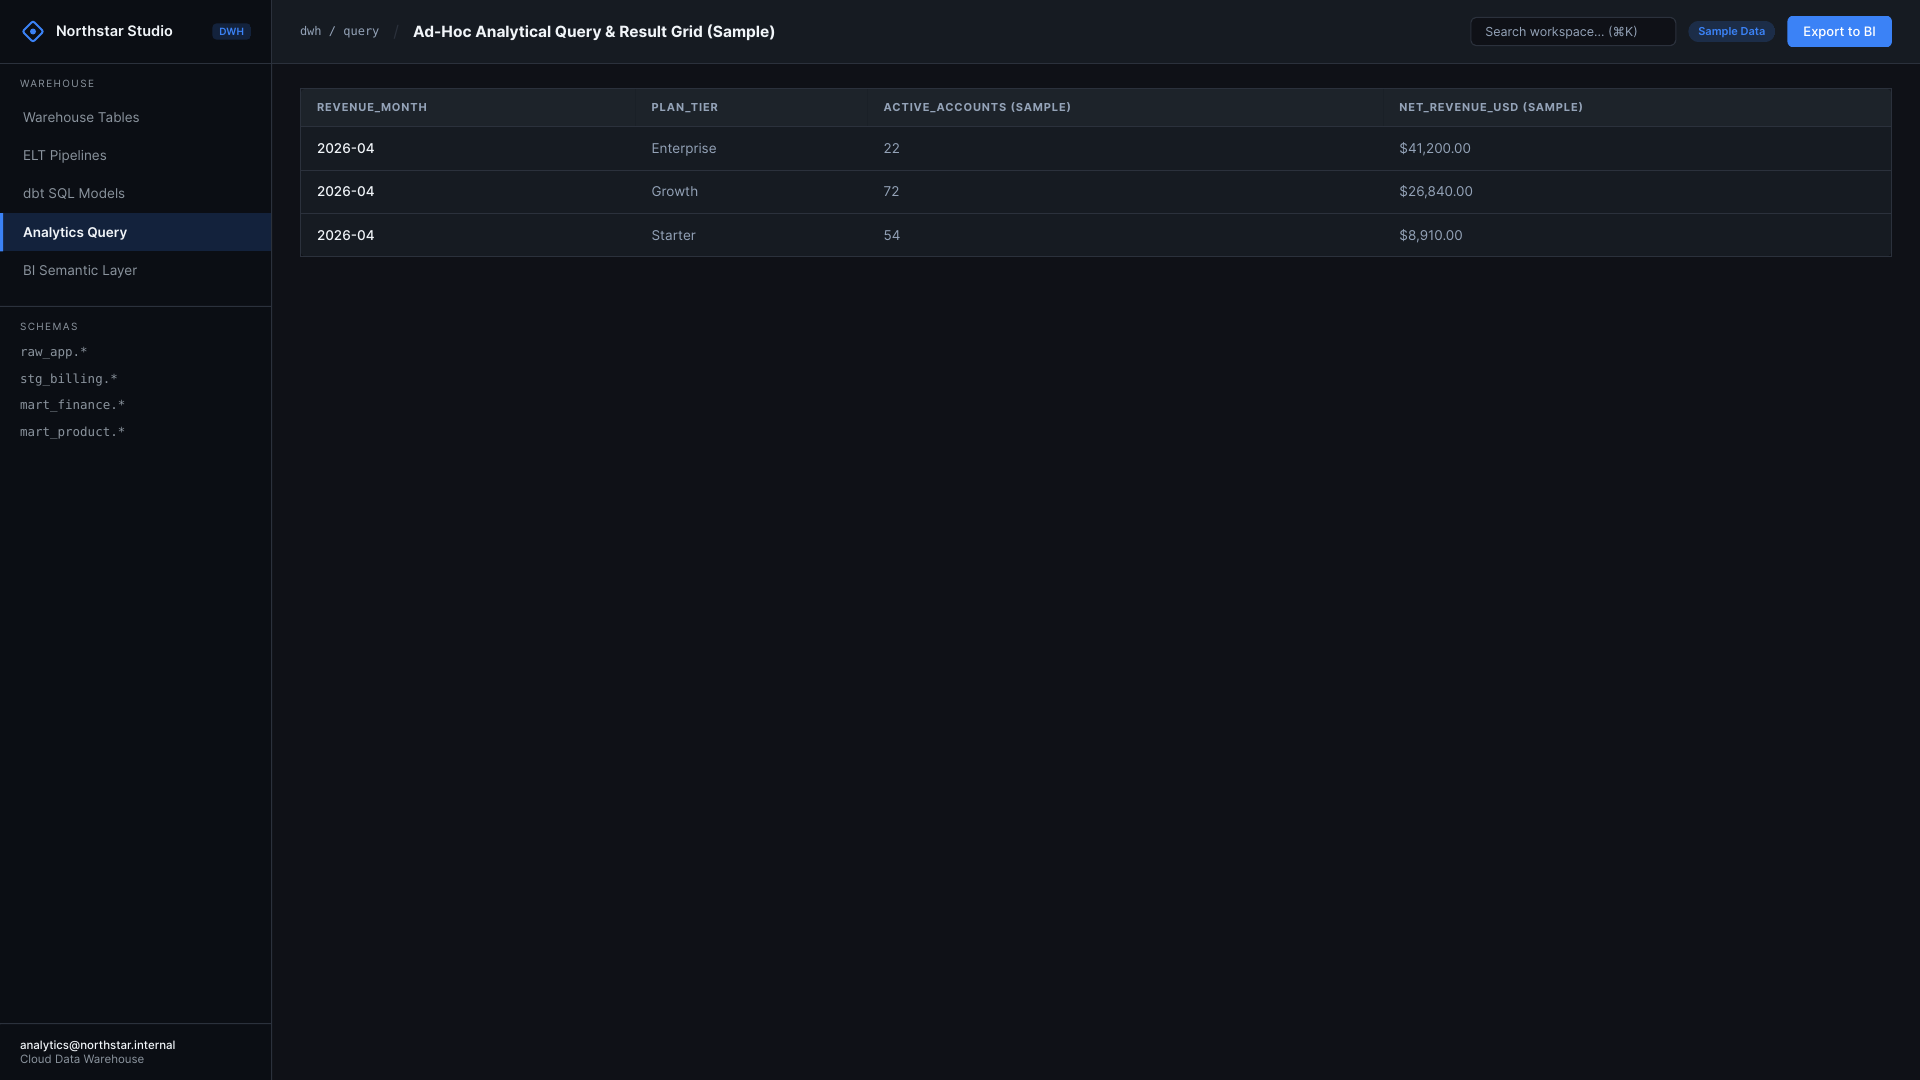 Northstar Studio DWH
WAREHOUSE
Warehouse Tables
ELT Pipelines
dbt SQL Models
Analytics Query
BI Semantic Layer
SCHEMAS
raw_app.*
stg_billing.*
mart_finance.*
mart_product.*
analytics@northstar.internal
Cloud Data Warehouse
dwh / query / Ad-Hoc Analytical Query & Result Grid (Sample) Search workspace... (⌘K) Sample Data Export to BI
REVENUE_MONTH PLAN_TIER ACTIVE_ACCOUNTS (SAMPLE) NET_REVENUE_USD (SAMPLE)
2026-04 Enterprise 22 $41,200.00
2026-04 Growth 72 $26,840.00
2026-04 Starter 54 $8,910.00